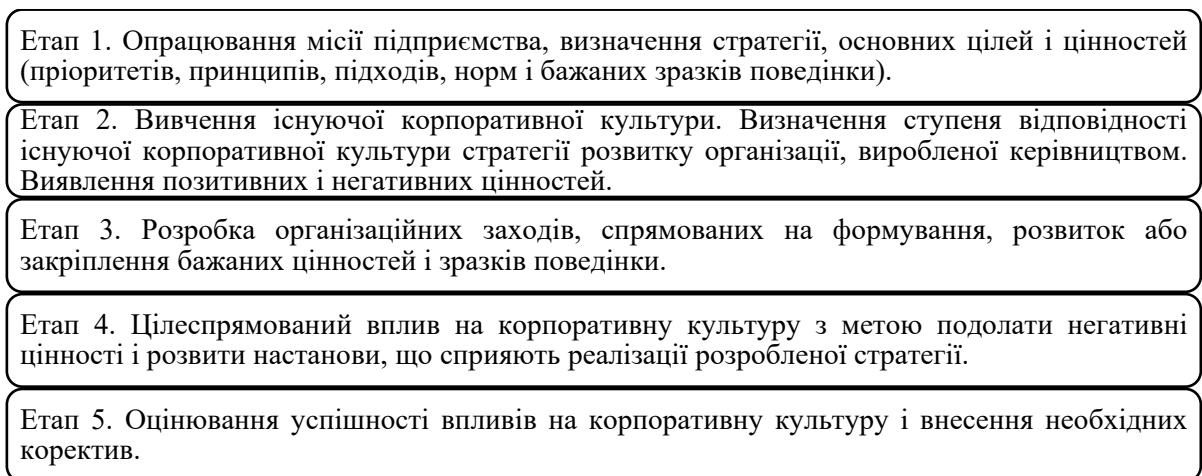 Етап 1. Опрацювання місії підприємства, визначення стратегії, основних цілей і цінностей
(пріоритетів, принципів, підходів, норм і бажаних зразків поведінки).
Етап 2. Вивчення існуючої корпоративної культури. Визначення ступеня відповідності
існуючої корпоративної культури стратегії розвитку організації, виробленої керівництвом.
Виявлення позитивних і негативних цінностей.
Етап 3. Розробка організаційних заходів, спрямованих на формування, розвиток або
закріплення бажаних цінностей і зразків поведінки.
Етап 4. Цілеспрямований вплив на корпоративну культуру з метою подолати негативні
цінності і розвити настанови, що сприяють реалізації розробленої стратегії.
Етап 5. Оцінювання успішності впливів на корпоративну культуру і внесення необхідних
коректив.